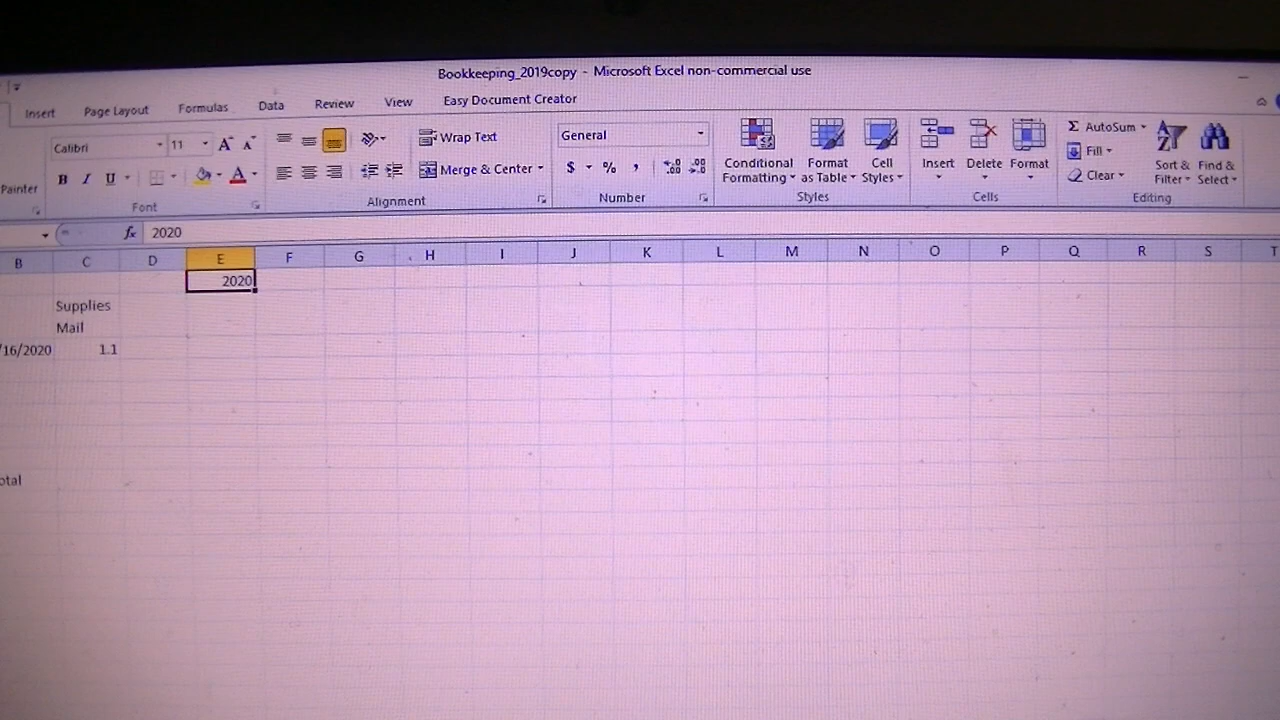 Bookkeeping_2019copy - Microsoft Excel non-commercial use
Insert Page Layout Formulas Data Review View Easy Document Creator
Calibri 11 A A Wrap Text General Conditional Formatting Format as Table Cell Styles Insert Delete Format Σ AutoSum Fill Clear Sort & Filter Find & Select
Painter B I U A Merge & Center $ % ,
Font Alignment Number Styles Cells Editing
fx 2020
B C D E F G H I J K L M N O P Q R S T
2020
Supplies
Mail
/16/2020 1.1
otal